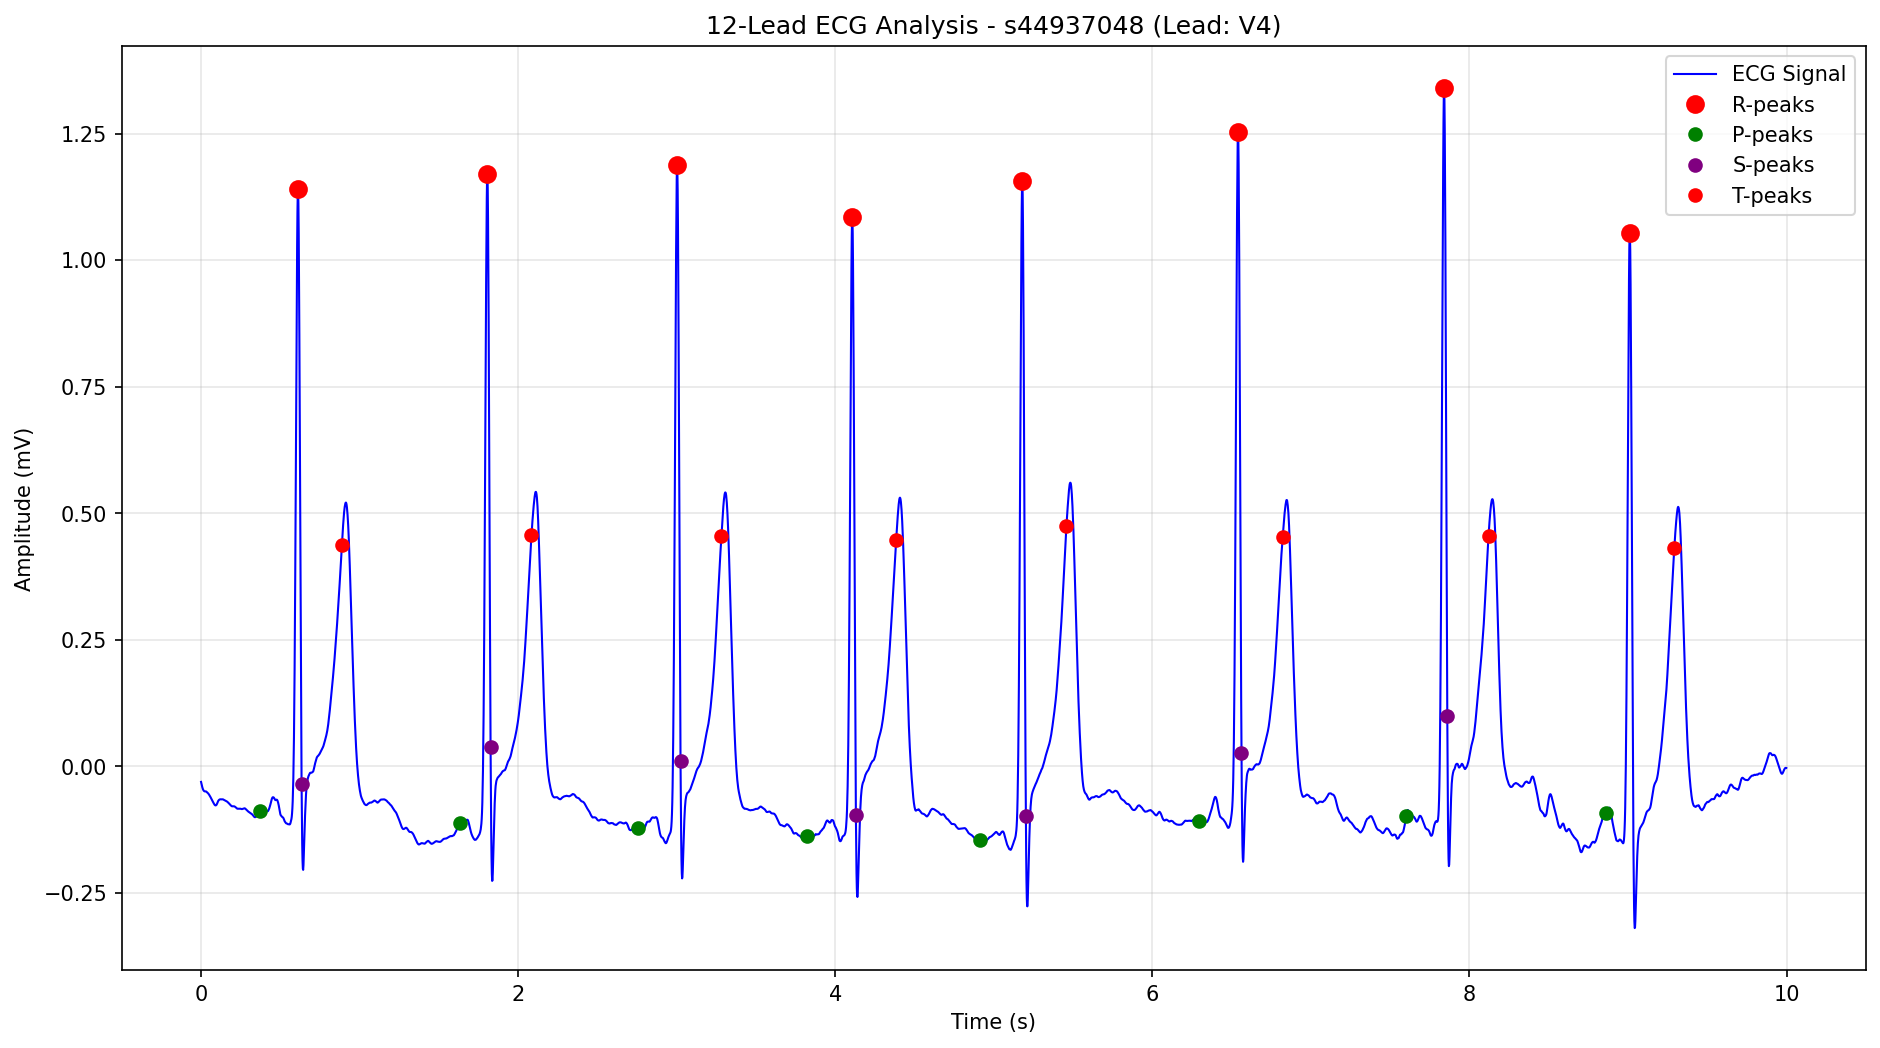 12-Lead ECG Analysis - s44937048 (Lead: V4)
ECG Signal
R-peaks
P-peaks
S-peaks
T-peaks
1.25
1.00
0.75
0.50
0.25
0.00
−0.25
Amplitude (mV)
0 2 4 6 8 10
Time (s)